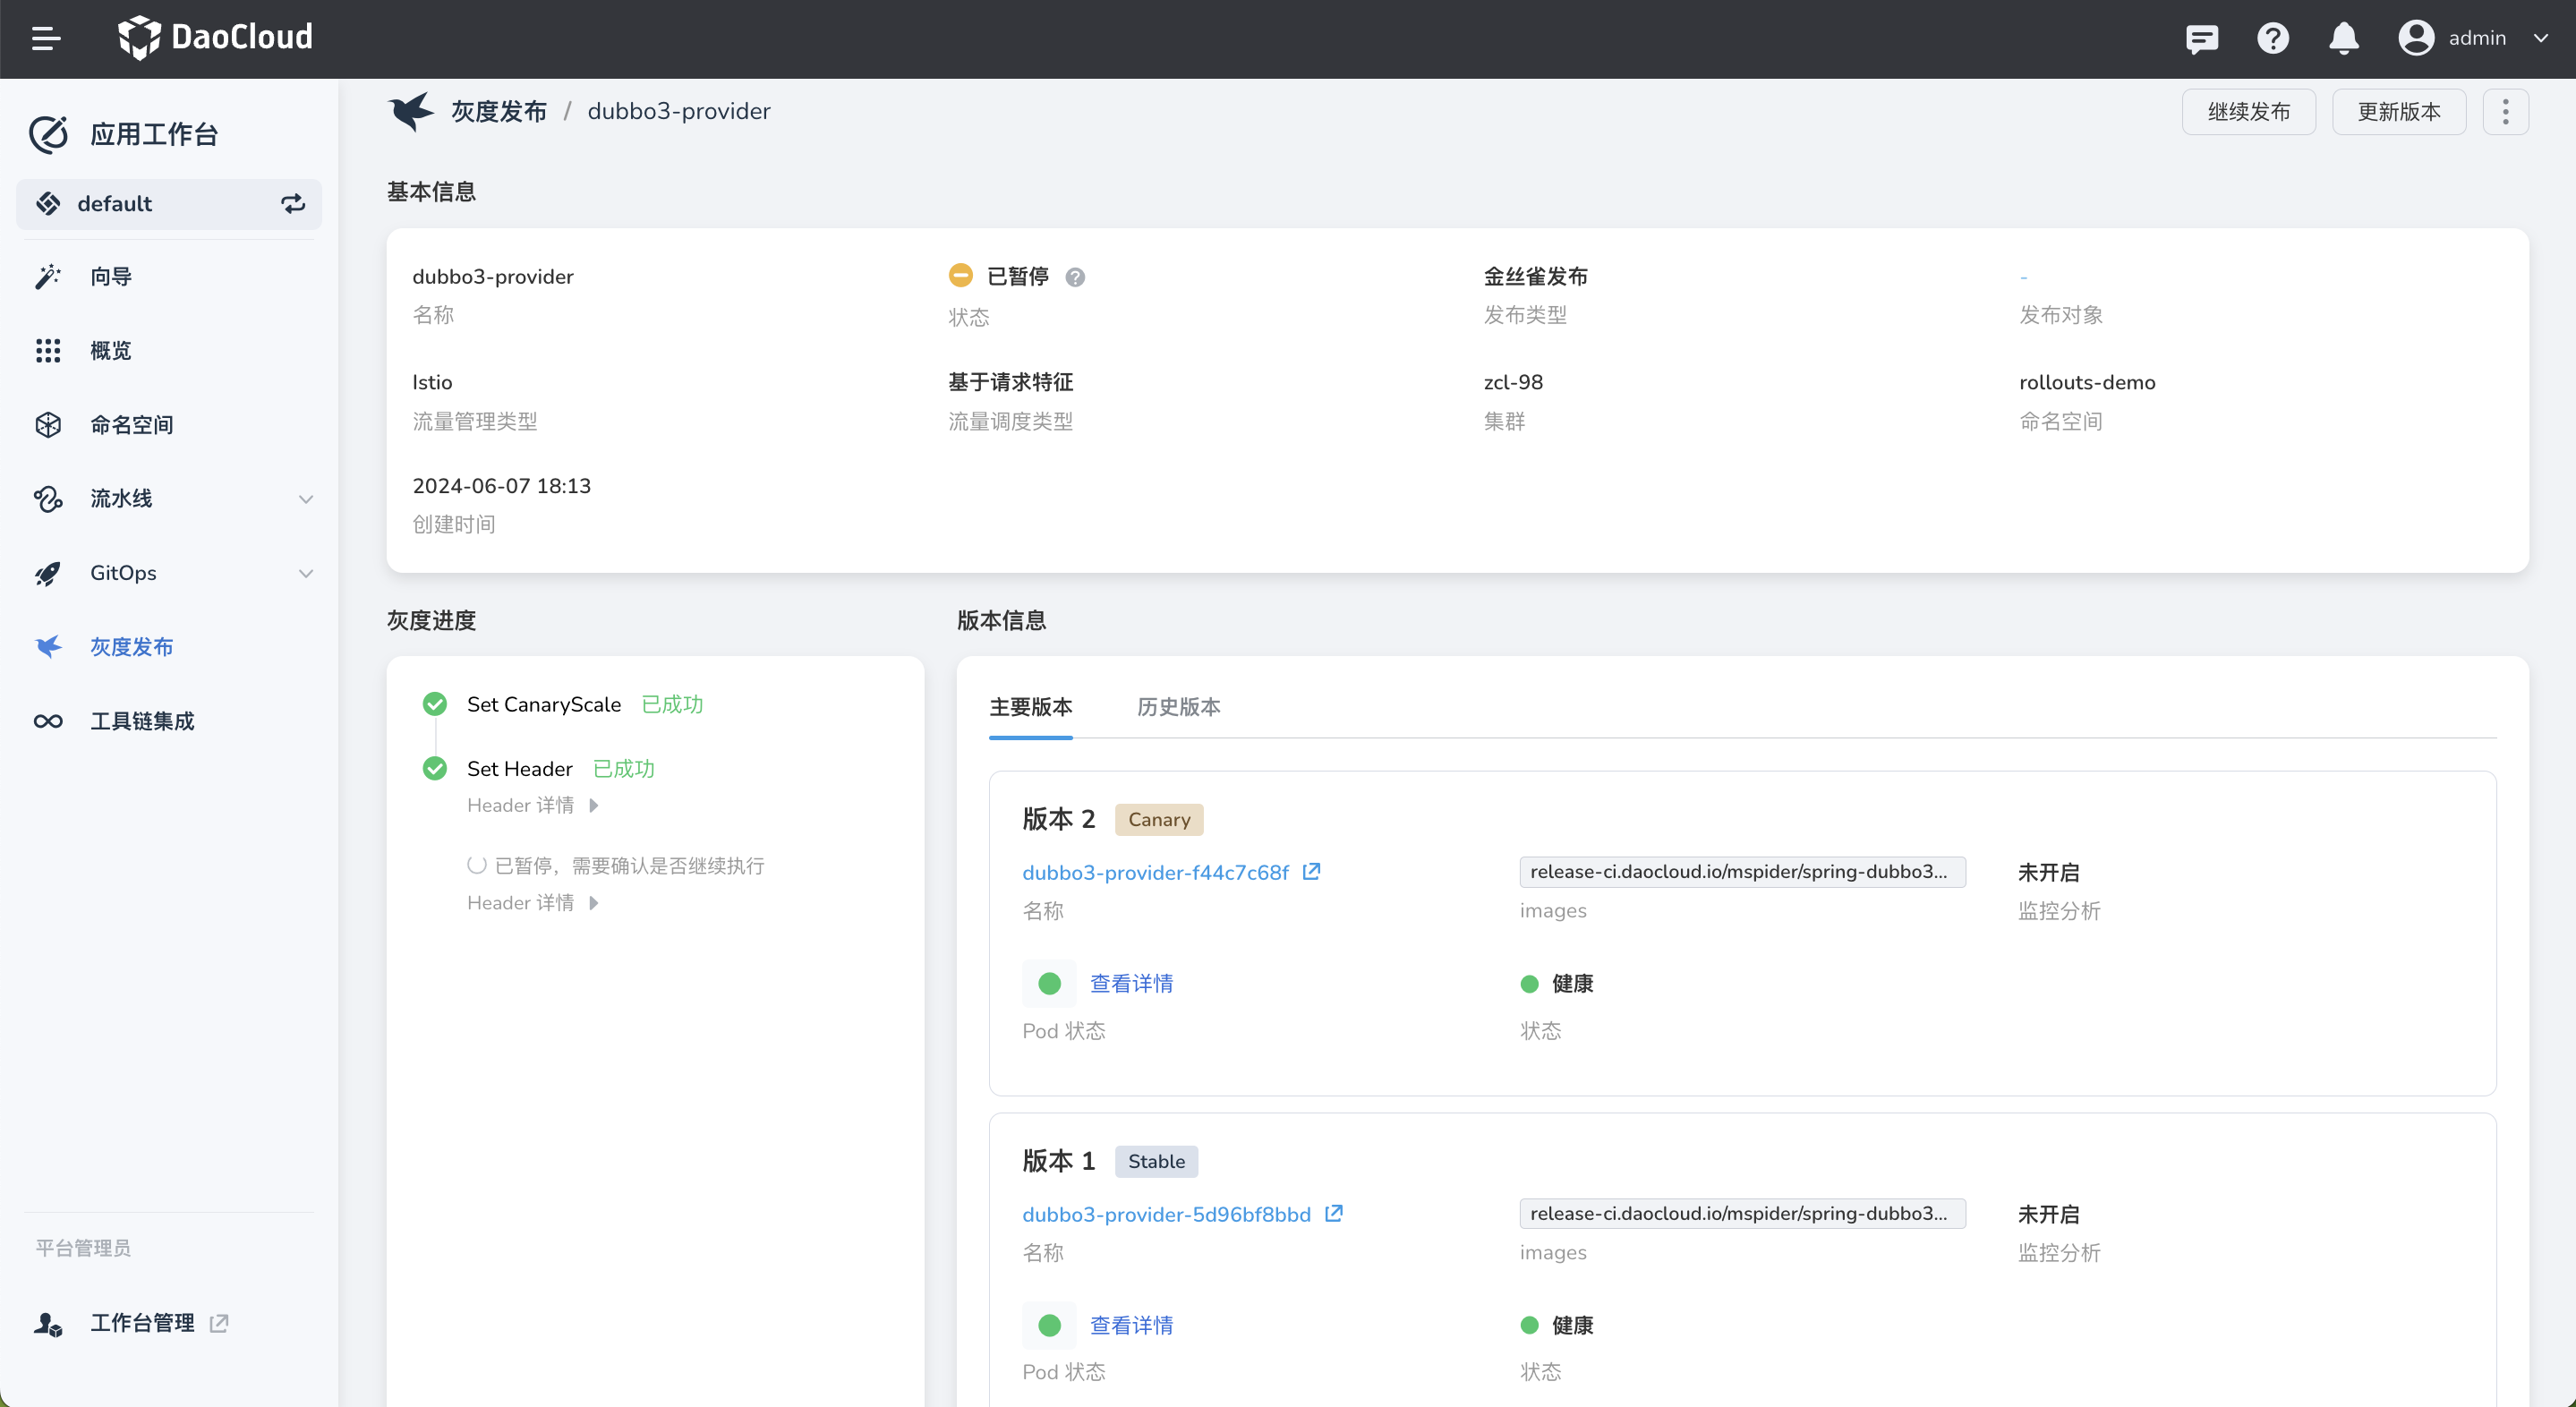 DaoCloud
admin
应用工作台
default
向导
概览
命名空间
流水线
GitOps
灰度发布
工具链集成
平台管理员
工作台管理
灰度发布 / dubbo3-provider
继续发布
更新版本
基本信息
dubbo3-provider
名称
已暂停
状态
金丝雀发布
发布类型
-
发布对象
Istio
流量管理类型
基于请求特征
流量调度类型
zcl-98
集群
rollouts-demo
命名空间
2024-06-07 18:13
创建时间
灰度进度
Set CanaryScale 已成功
Set Header 已成功
Header 详情
已暂停，需要确认是否继续执行
Header 详情
版本信息
主要版本
历史版本
版本 2 Canary
dubbo3-provider-f44c7c68f
名称
release-ci.daocloud.io/mspider/spring-dubbo3...
images
未开启
监控分析
查看详情
Pod 状态
健康
状态
版本 1 Stable
dubbo3-provider-5d96bf8bbd
名称
release-ci.daocloud.io/mspider/spring-dubbo3...
images
未开启
监控分析
查看详情
Pod 状态
健康
状态